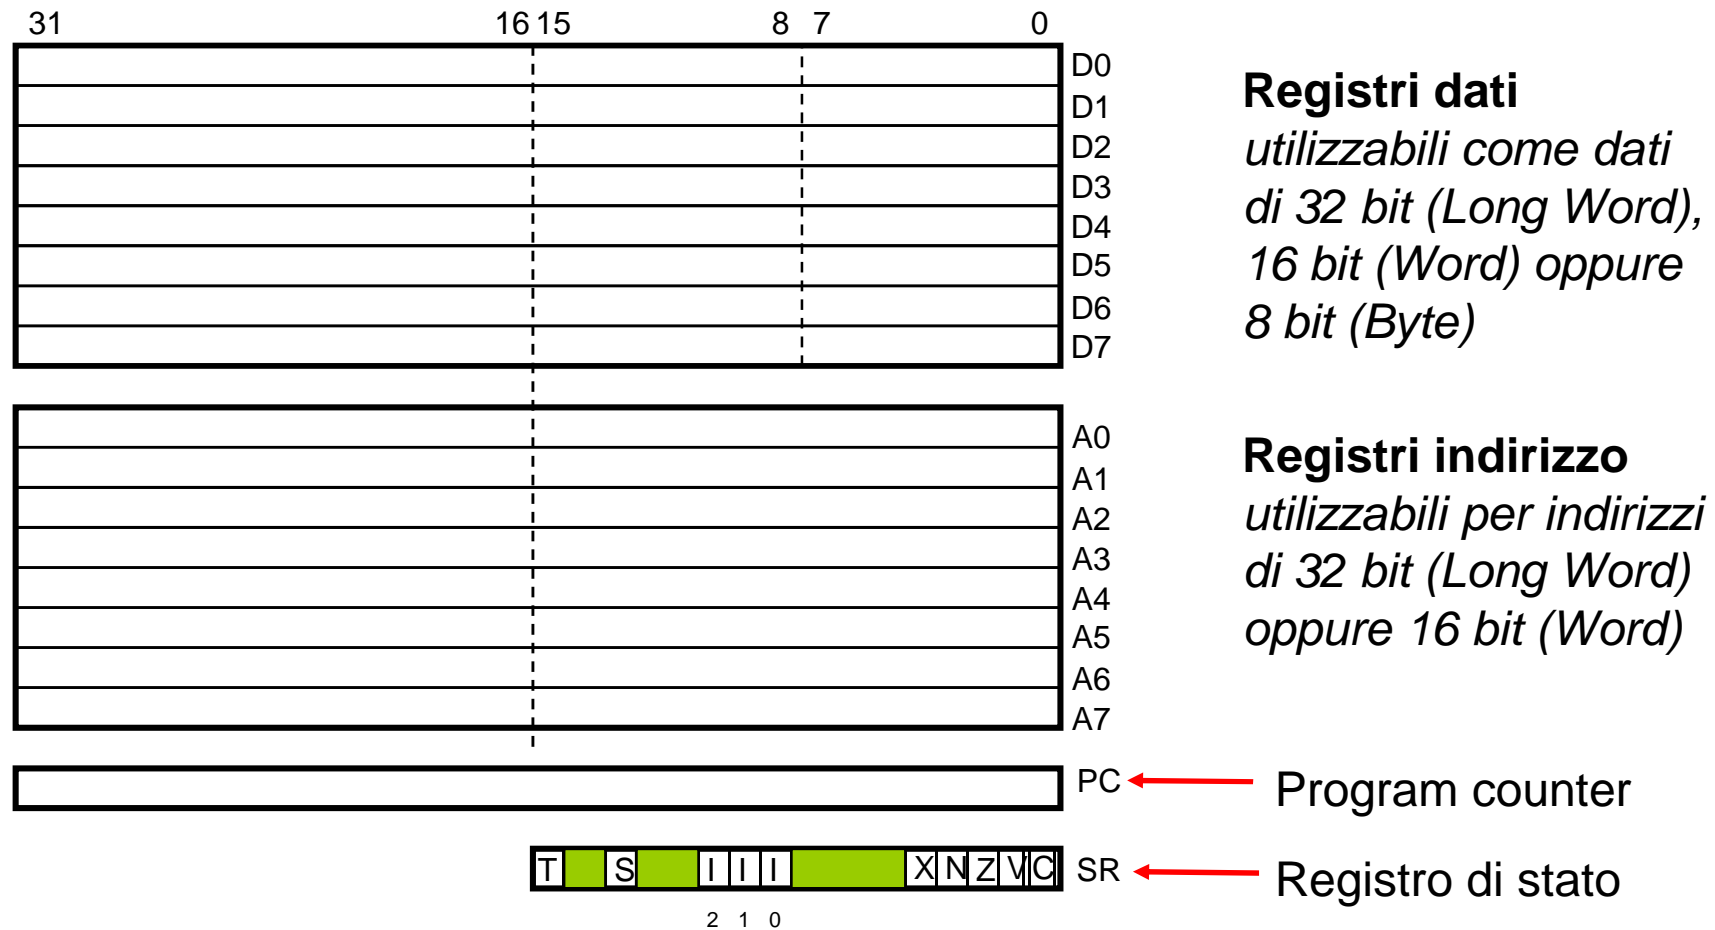 31 16 15 8 7 0
D0
D1
D2
D3
D4
D5
D6
D7
Registri dati
utilizzabili come dati
di 32 bit (Long Word),
16 bit (Word) oppure
8 bit (Byte)
A0
A1
A2
A3
A4
A5
A6
A7
Registri indirizzo
utilizzabili per indirizzi
di 32 bit (Long Word)
oppure 16 bit (Word)
PC Program counter
T S I I I X N Z V C SR Registro di stato
2 1 0